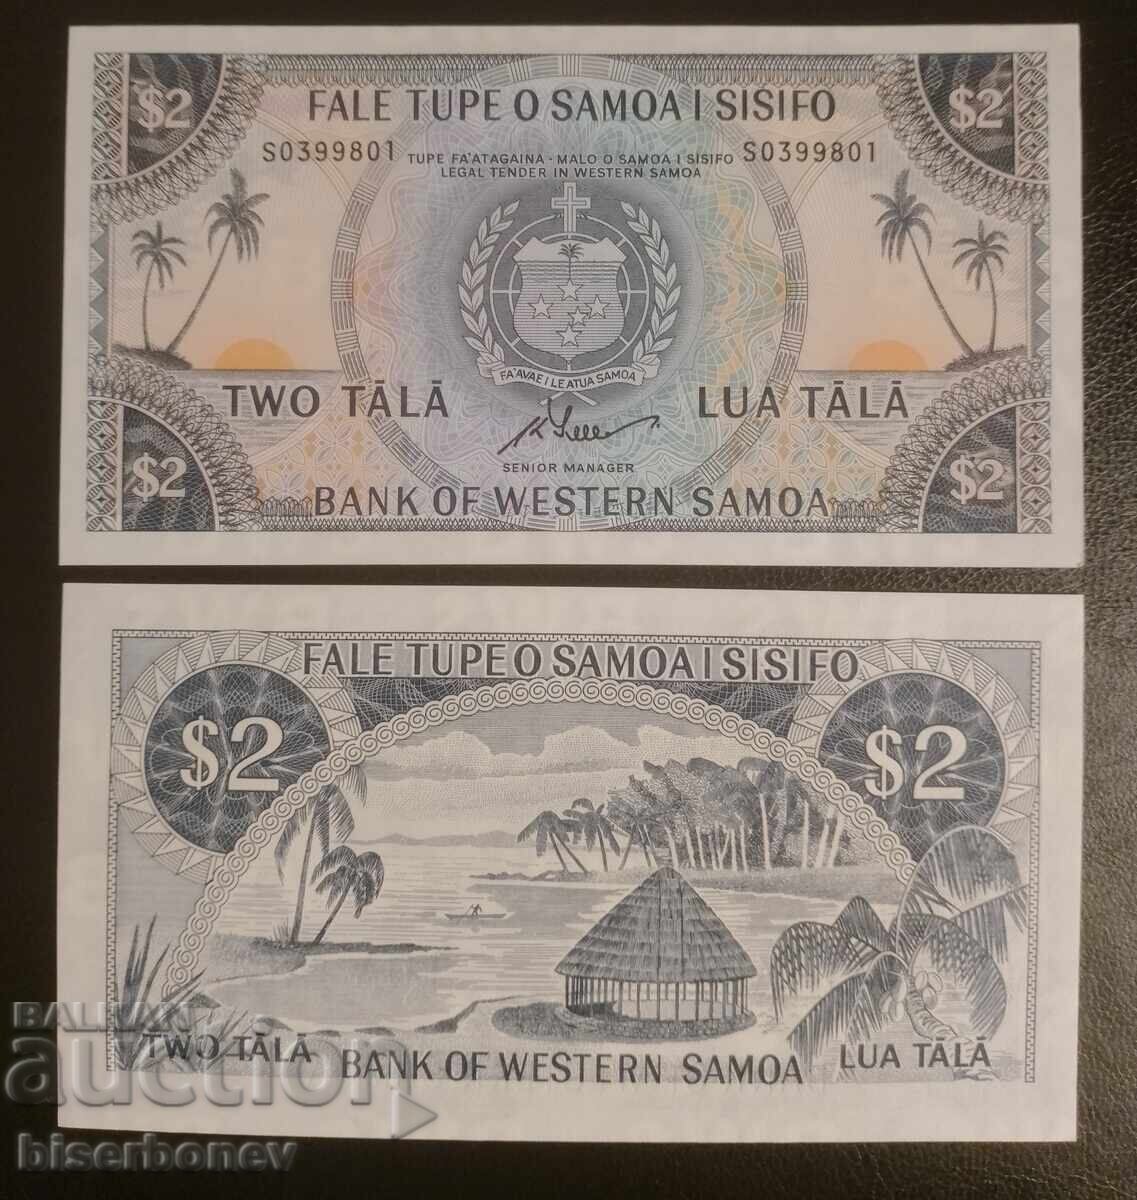 $2 FALE TUPE O SAMOA I SISIFO $2
S0399801 TUPE FA'ATAGAINA - MALO O SAMOA I SISIFO S0399801
LEGAL TENDER IN WESTERN SAMOA
FA'AVAE I LE ATUA SAMOA
TWO TĀLĀ LUA TĀLĀ
SENIOR MANAGER
$2 BANK OF WESTERN SAMOA $2
FALE TUPE O SAMOA I SISIFO
$2 $2
TWO TĀLĀ BANK OF WESTERN SAMOA LUA TĀLĀ
BALKAN
auction
biserbonev